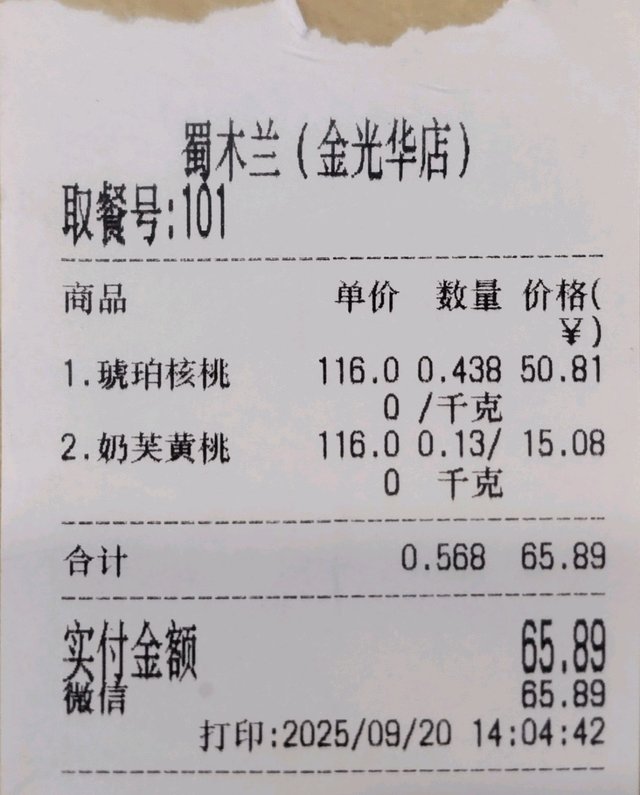 蜀木兰(金光华店)
取餐号:101
商品 单价 数量 价格(
¥)
1.琥珀核桃 116.0 0.438 50.81
0 /千克
2.奶芙黄桃 116.0 0.13/ 15.08
0 千克
合计 0.568 65.89
实付金额 65.89
微信 65.89
打印:2025/09/20 14:04:42